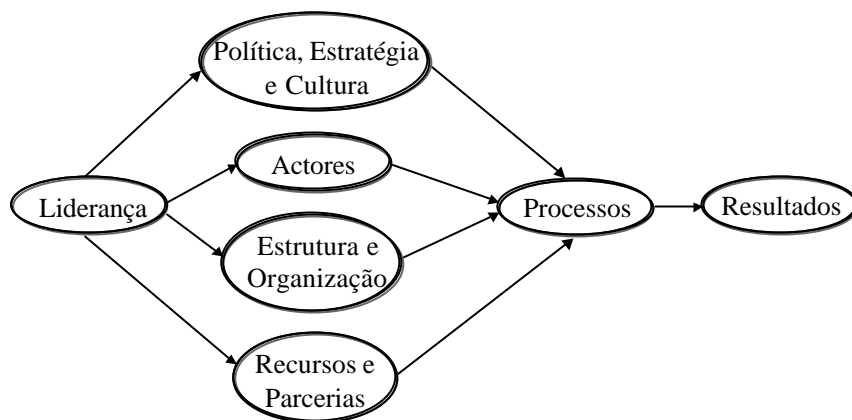 Política, Estratégia
e Cultura
Actores
Liderança
Processos
Resultados
Estrutura e
Organização
Recursos e
Parcerias